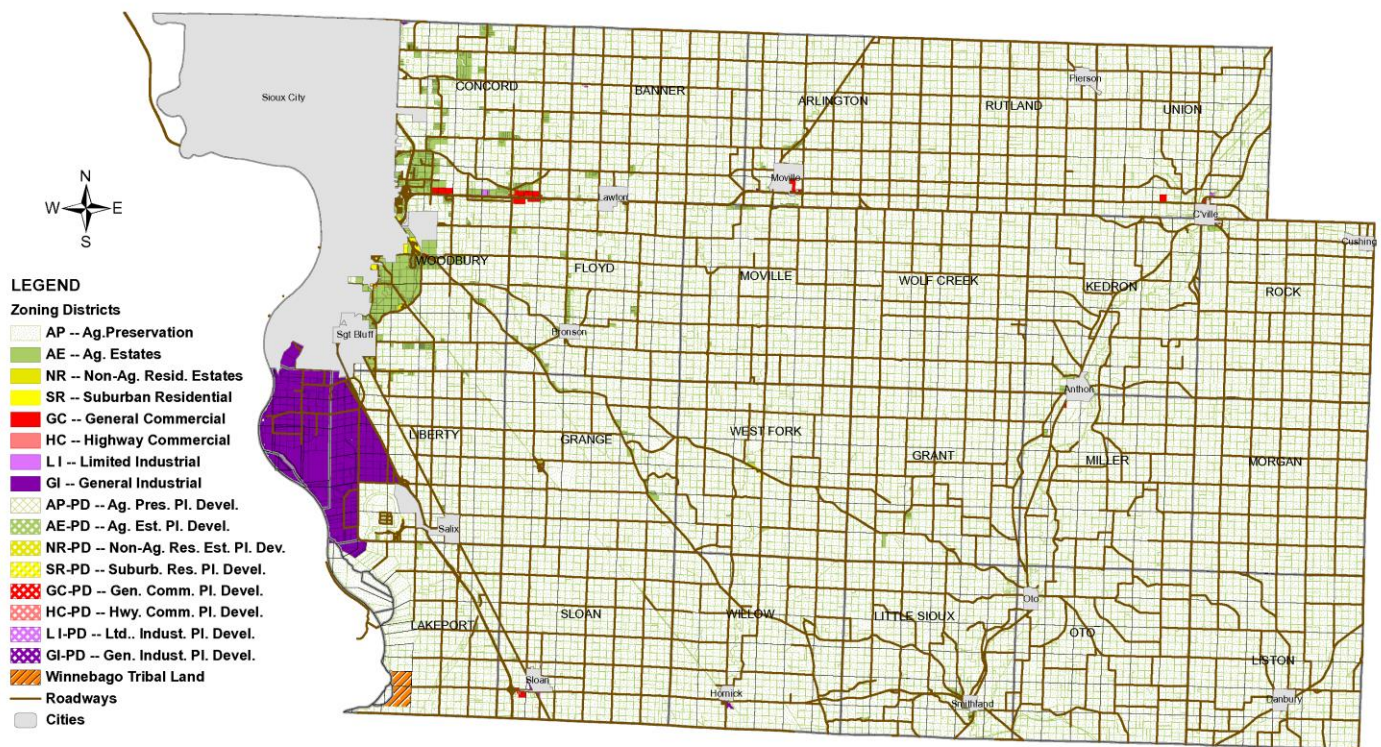 Sioux City
CONCORD
BANNER
ARLINGTON
RUTLAND
Pierson
UNION
Moville
Lawton
C'ville
Cushing
N
W
E
S
WOODBURY
FLOYD
MOVILLE
WOLF CREEK
KEDRON
ROCK
Sgt Bluff
Bronson
Anthon
LIBERTY
GRANGE
WEST FORK
GRANT
MILLER
MORGAN
Salix
LAKEPORT
SLOAN
WILLOW
LITTLE SIOUX
Oto
OTO
LISTON
Sloan
Hornick
Smithland
Danbury
LEGEND
Zoning Districts
AP -- Ag.Preservation
AE -- Ag. Estates
NR -- Non-Ag. Resid. Estates
SR -- Suburban Residential
GC -- General Commercial
HC -- Highway Commercial
L I -- Limited Industrial
GI -- General Industrial
AP-PD -- Ag. Pres. Pl. Devel.
AE-PD -- Ag. Est. Pl. Devel.
NR-PD -- Non-Ag. Res. Est. Pl. Dev.
SR-PD -- Suburb. Res. Pl. Devel.
GC-PD -- Gen. Comm. Pl. Devel.
HC-PD -- Hwy. Comm. Pl. Devel.
L I-PD -- Ltd.. Indust. Pl. Devel.
GI-PD -- Gen. Indust. Pl. Devel.
Winnebago Tribal Land
Roadways
Cities